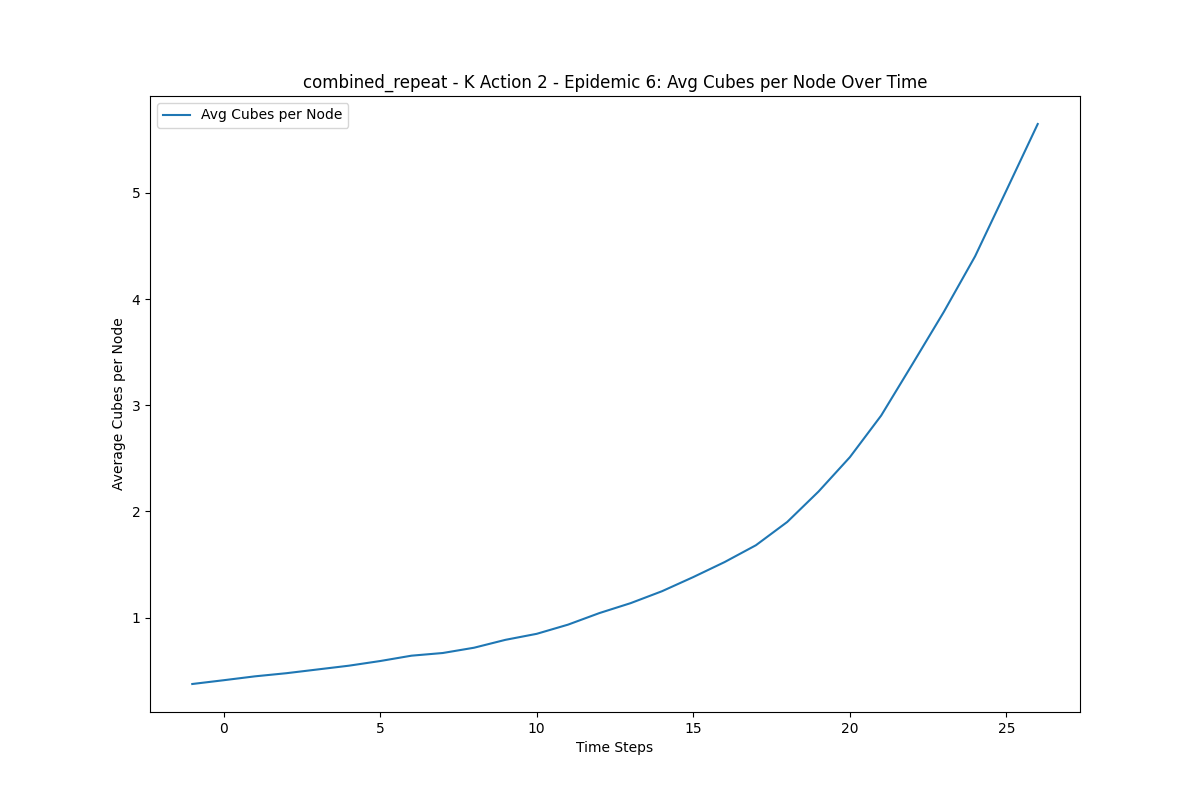 combined_repeat - K Action 2 - Epidemic 6: Avg Cubes per Node Over Time
Avg Cubes per Node
Average Cubes per Node
5
4
3
2
1
0 5 10 15 20 25
Time Steps